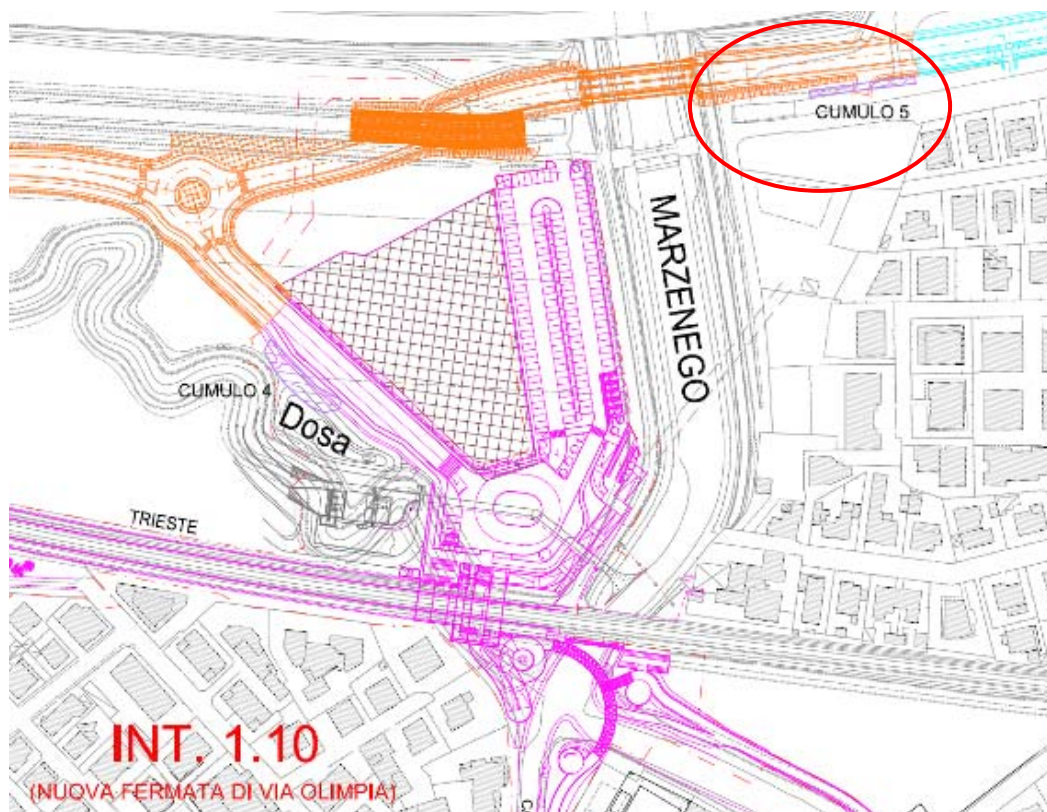 CUMULO 5
MARZENEGO
CUMULO 4
Dosa
TRIESTE
INT. 1.10
(NUOVA FERMATA DI VIA OLIMPIA)